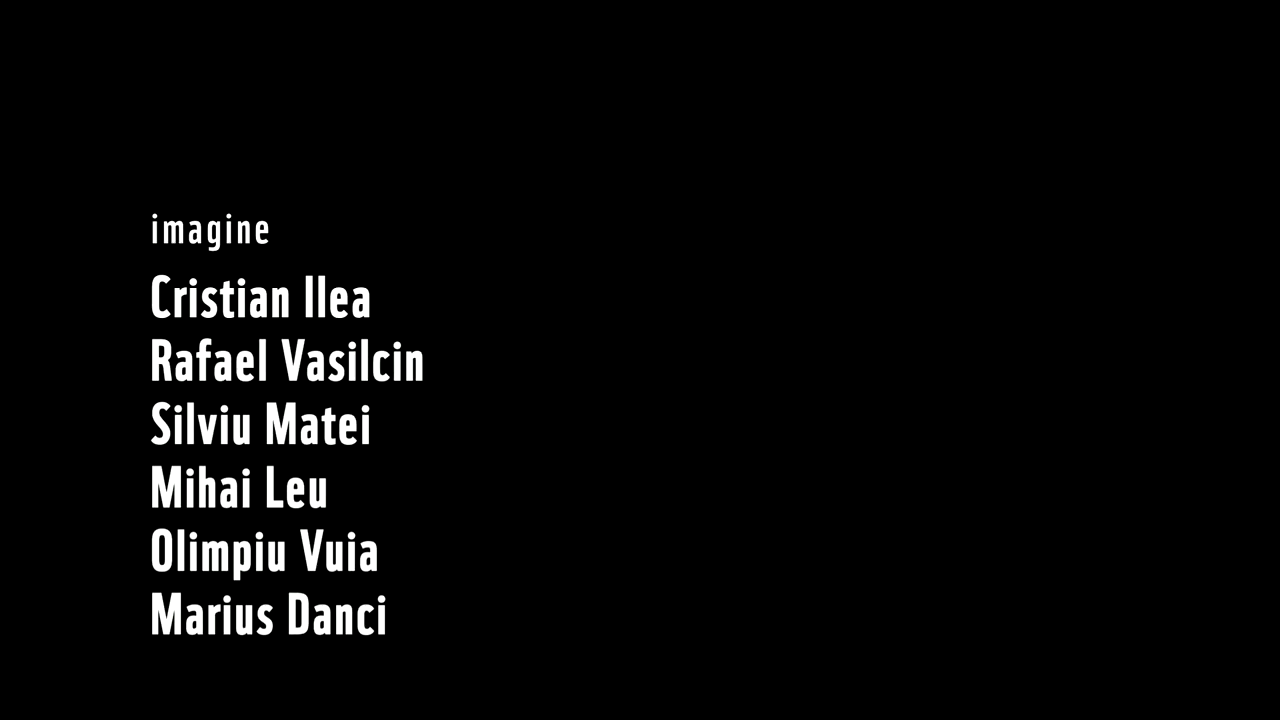 imagine
Cristian Ilea
Rafael Vasilcin
Silviu Matei
Mihai Leu
Olimpiu Vuia
Marius Danci